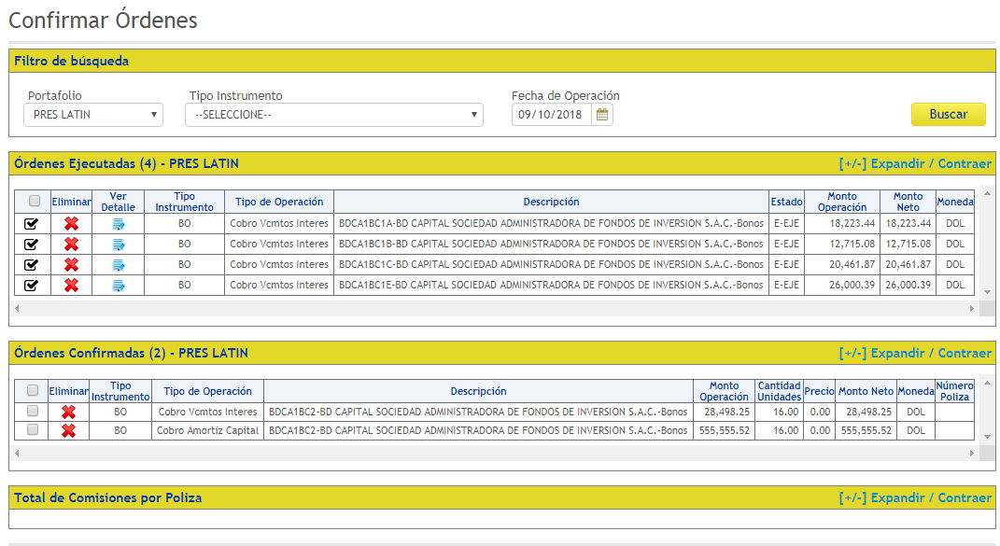 Confirmar Órdenes
Filtro de búsqueda
Portafolio Tipo Instrumento Fecha de Operación
PRES LATIN --SELECCIONE-- 09/10/2018 Buscar
Órdenes Ejecutadas (4) - PRES LATIN [+/-] Expandir / Contraer
Eliminar Ver Detalle Tipo Instrumento Tipo de Operación Descripción Estado Monto Operación Monto Neto Moneda
BO Cobro Vcmtos Interes BDCA1BC1A-BD CAPITAL SOCIEDAD ADMINISTRADORA DE FONDOS DE INVERSION S.A.C.-Bonos E-EJE 18,223.44 18,223.44 DOL
BO Cobro Vcmtos Interes BDCA1BC1B-BD CAPITAL SOCIEDAD ADMINISTRADORA DE FONDOS DE INVERSION S.A.C.-Bonos E-EJE 12,715.08 12,715.08 DOL
BO Cobro Vcmtos Interes BDCA1BC1C-BD CAPITAL SOCIEDAD ADMINISTRADORA DE FONDOS DE INVERSION S.A.C.-Bonos E-EJE 20,461.87 20,461.87 DOL
BO Cobro Vcmtos Interes BDCA1BC1E-BD CAPITAL SOCIEDAD ADMINISTRADORA DE FONDOS DE INVERSION S.A.C.-Bonos E-EJE 26,000.39 26,000.39 DOL
Órdenes Confirmadas (2) - PRES LATIN [+/-] Expandir / Contraer
Eliminar Tipo Instrumento Tipo de Operación Descripción Monto Operación Cantidad Unidades Precio Monto Neto Moneda Número Poliza
BO Cobro Vcmtos Interes BDCA1BC2-BD CAPITAL SOCIEDAD ADMINISTRADORA DE FONDOS DE INVERSION S.A.C.-Bonos 28,498.25 16.00 0.00 28,498.25 DOL
BO Cobro Amortiz Capital BDCA1BC2-BD CAPITAL SOCIEDAD ADMINISTRADORA DE FONDOS DE INVERSION S.A.C.-Bonos 555,555.52 16.00 0.00 555,555.52 DOL
Total de Comisiones por Poliza [+/-] Expandir / Contraer